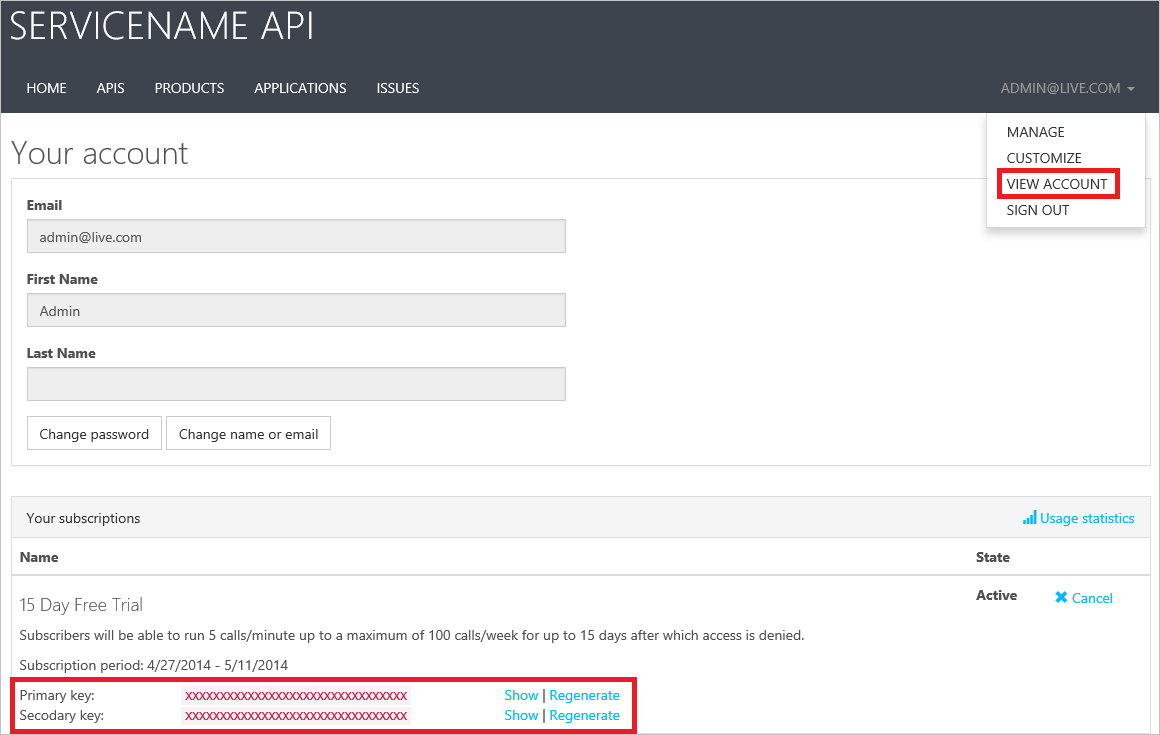 SERVICENAME API
HOME APIS PRODUCTS APPLICATIONS ISSUES ADMIN@LIVE.COM
MANAGE
CUSTOMIZE
VIEW ACCOUNT
SIGN OUT
Your account
Email
admin@live.com
First Name
Admin
Last Name
Change password Change name or email
Your subscriptions Usage statistics
Name State
15 Day Free Trial Active Cancel
Subscribers will be able to run 5 calls/minute up to a maximum of 100 calls/week for up to 15 days after which access is denied.
Subscription period: 4/27/2014 - 5/11/2014
Primary key: xxxxxxxxxxxxxxxxxxxxxxxxxxxxxxxx Show | Regenerate
Secodary key: xxxxxxxxxxxxxxxxxxxxxxxxxxxxxxxx Show | Regenerate